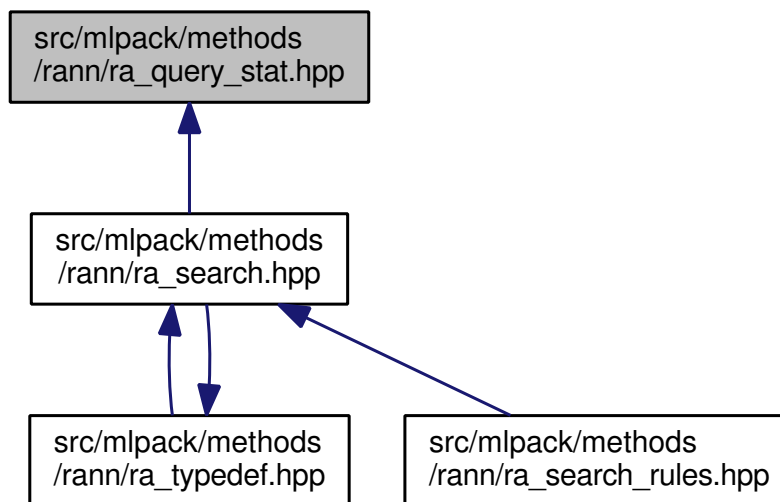 src/mlpack/methods
/rann/ra_query_stat.hpp
src/mlpack/methods
/rann/ra_search.hpp
src/mlpack/methods
/rann/ra_typedef.hpp
src/mlpack/methods
/rann/ra_search_rules.hpp